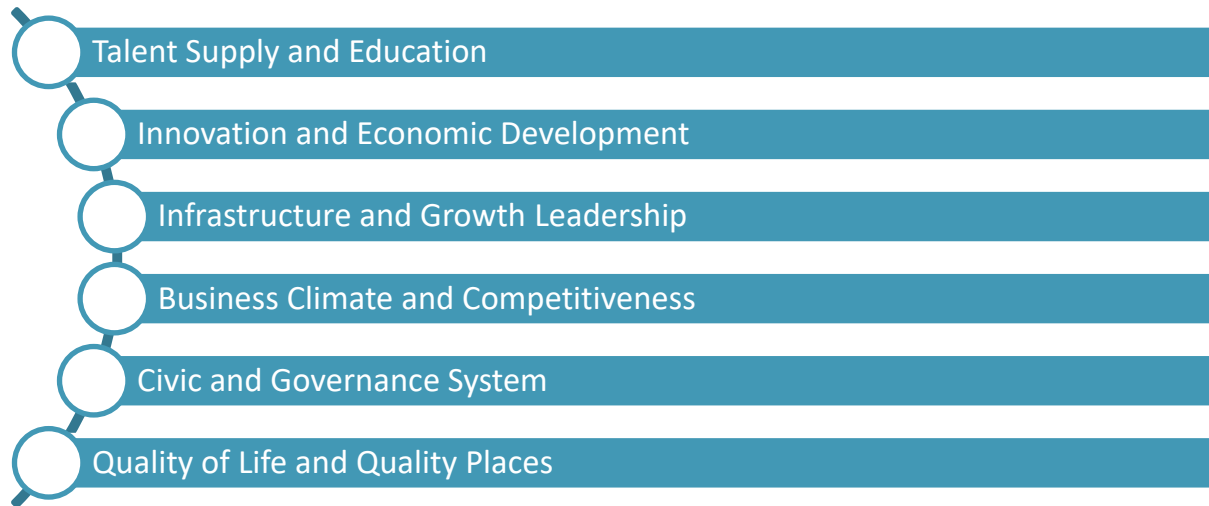 Talent Supply and Education
Innovation and Economic Development
Infrastructure and Growth Leadership
Business Climate and Competitiveness
Civic and Governance System
Quality of Life and Quality Places